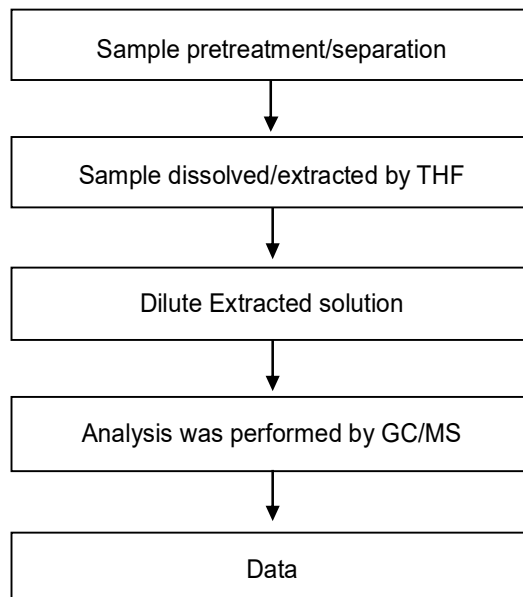 Sample pretreatment/separation
Sample dissolved/extracted by THF
Dilute Extracted solution
Analysis was performed by GC/MS
Data